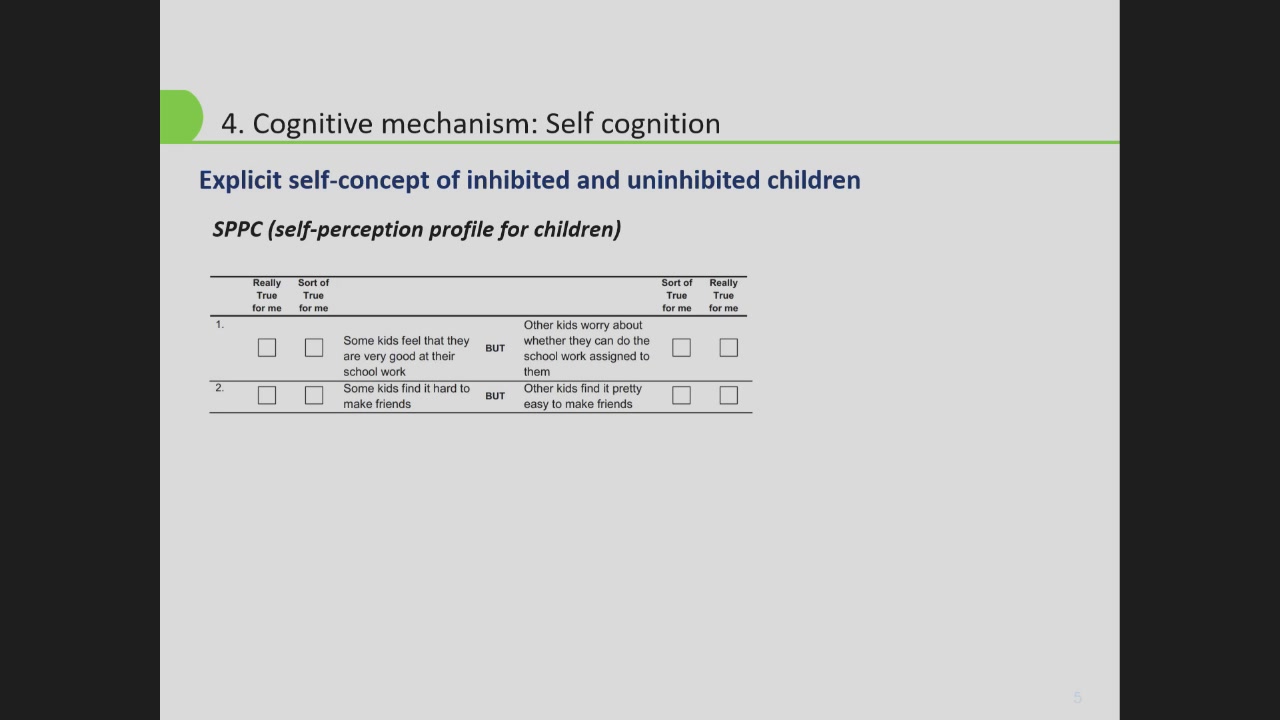 4. Cognitive mechanism: Self cognition
Explicit self-concept of inhibited and uninhibited children
SPPC (self-perception profile for children)
Really True for me
Sort of True for me
Sort of True for me
Really True for me
1.
Some kids feel that they
are very good at their
school work
BUT
Other kids worry about
whether they can do the
school work assigned to
them
2.
Some kids find it hard to
make friends
BUT
Other kids find it pretty
easy to make friends
5